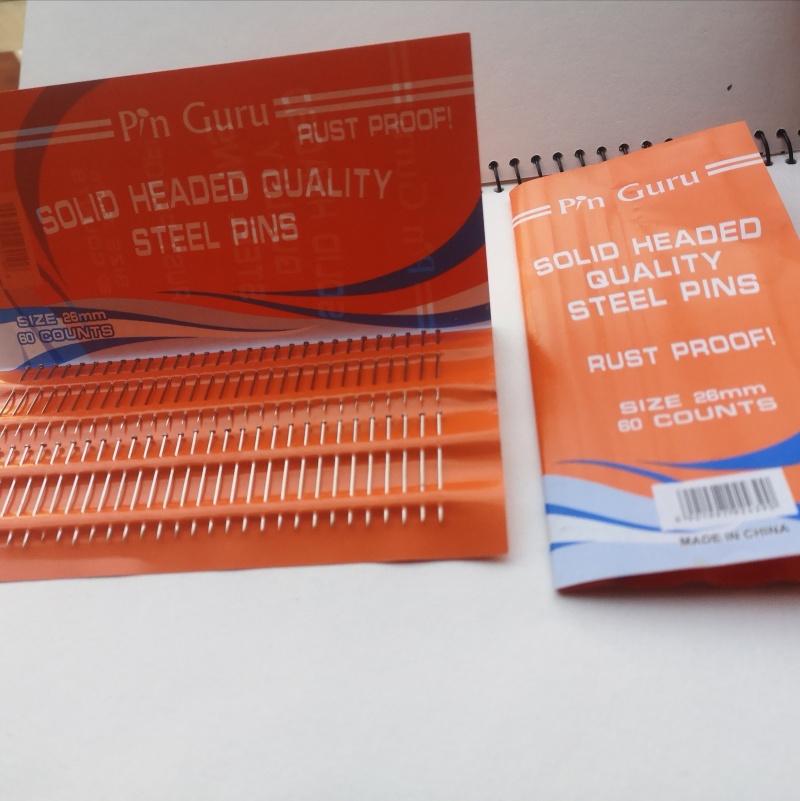 Pin Guru
RUST PROOF!
SOLID HEADED QUALITY
STEEL PINS
SIZE 26mm
60 COUNTS
Pin Guru
SOLID HEADED
QUALITY
STEEL PINS
RUST PROOF!
SIZE 26mm
60 COUNTS
MADE IN CHINA